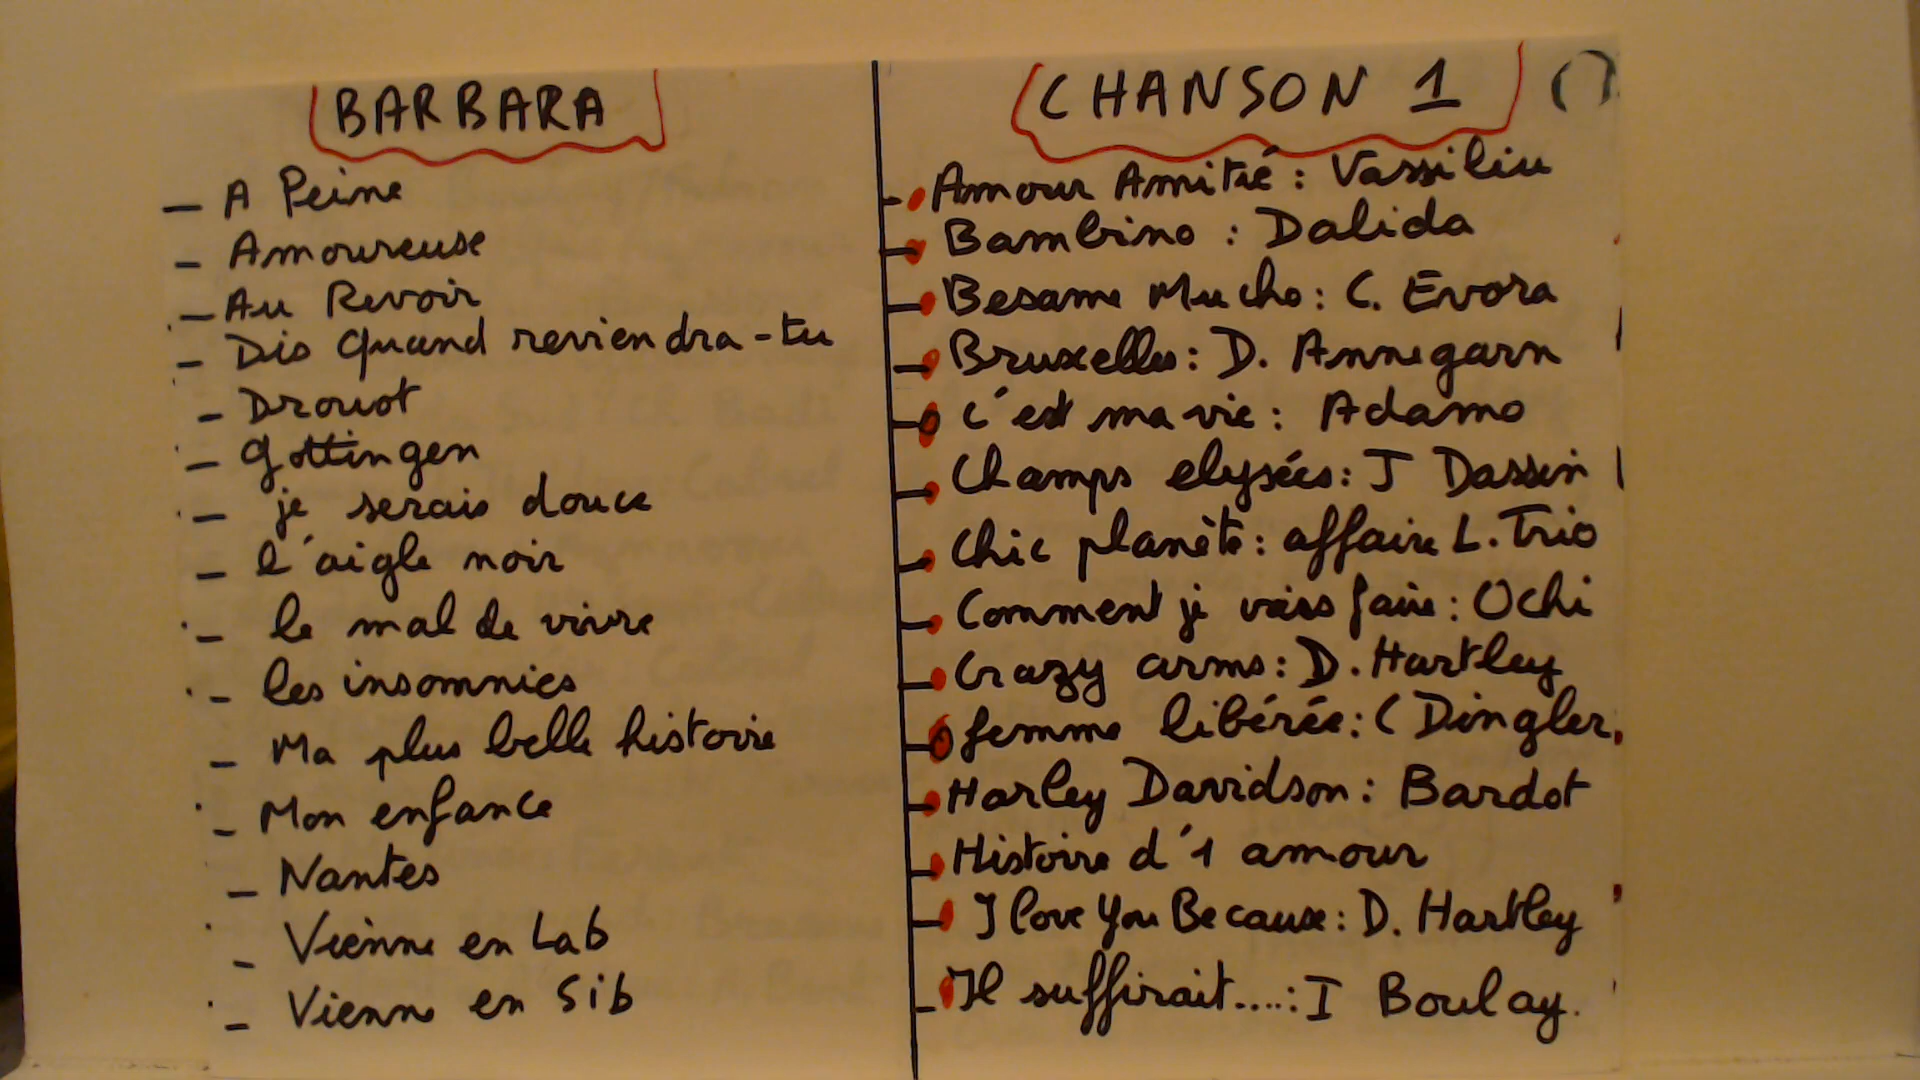 BARBARA
A Peine
Amoureuse
Au Revoir
Dis Quand reviendra-tu
Drouot
Gottingen
je serais douce
l'aigle noir
le mal de vivre
les insomnies
Ma plus belle histoire
Mon enfance
Nantes
Vienne en Lab
Vienne en Sib
CHANSON 1
Amour Amitié : Vassiliu
Bambino : Dalida
Besame Mucho : C. Evora
Bruxelles : D. Annegarn
C'est ma vie : Adamo
Champs elysées : J Dassin
Chic planète : affaire L. Trio
Comment je vais faire : Ochi
Crazy arms : D. Hartley
femme libérée : C Dingler
Harley Davidson : Bardot
Histoire d'1 amour
I love You Because : D. Hartley
Il suffirait....: I Boulay.